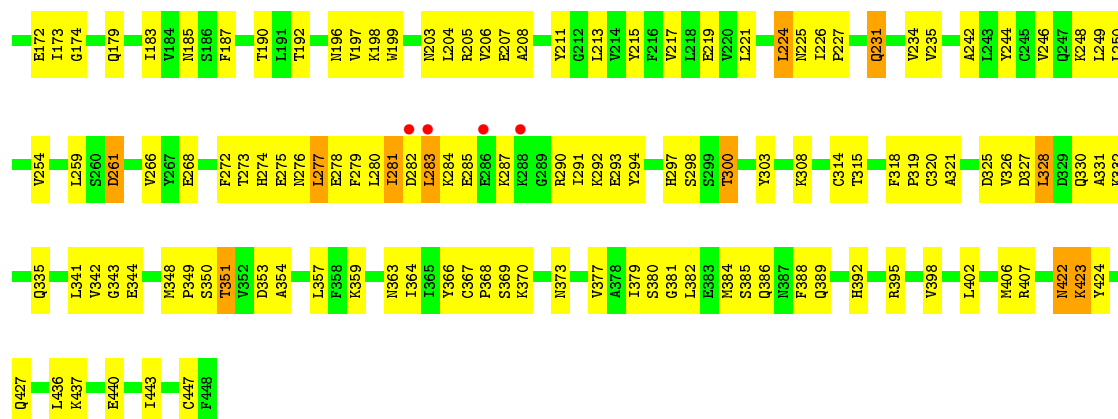 E172 I173 G174 Q179 I183 V184 N185 S186 F187 T190 L191 T192 N196 V197 K198 W199 N203 L204 R205 V206 E207 A208 Y211 G212 L213 V214 Y215 F216 V217 L218 E219 V220 L221 L224 N225 I226 P227 Q231 V234 V235 A242 L243 Y244 C245 V246 Q247 K248 L249 L250
V254 L259 S260 D261 V266 Y267 E268 F272 T273 H274 E275 N276 L277 E278 F279 L280 I281 D282 L283 K284 E285 E286 K287 K288 G289 R290 I291 K292 E293 Y294 H297 S298 S299 T300 Y303 K308 C314 T315 F318 P319 C320 A321 D325 V326 D327 L328 D329 Q330 A331 K332
Q335 L341 V342 G343 E344 M348 P349 S350 T351 V352 D353 A354 L357 F358 K359 N363 I364 I365 Y366 C367 P368 S369 K370 N373 V377 A378 I379 S380 G381 L382 E383 M384 S385 Q386 N387 F388 Q389 H392 R395 V398 L402 M406 R407 N422 K423 Y424
Q427 L436 K437 E440 I443 C447 F448